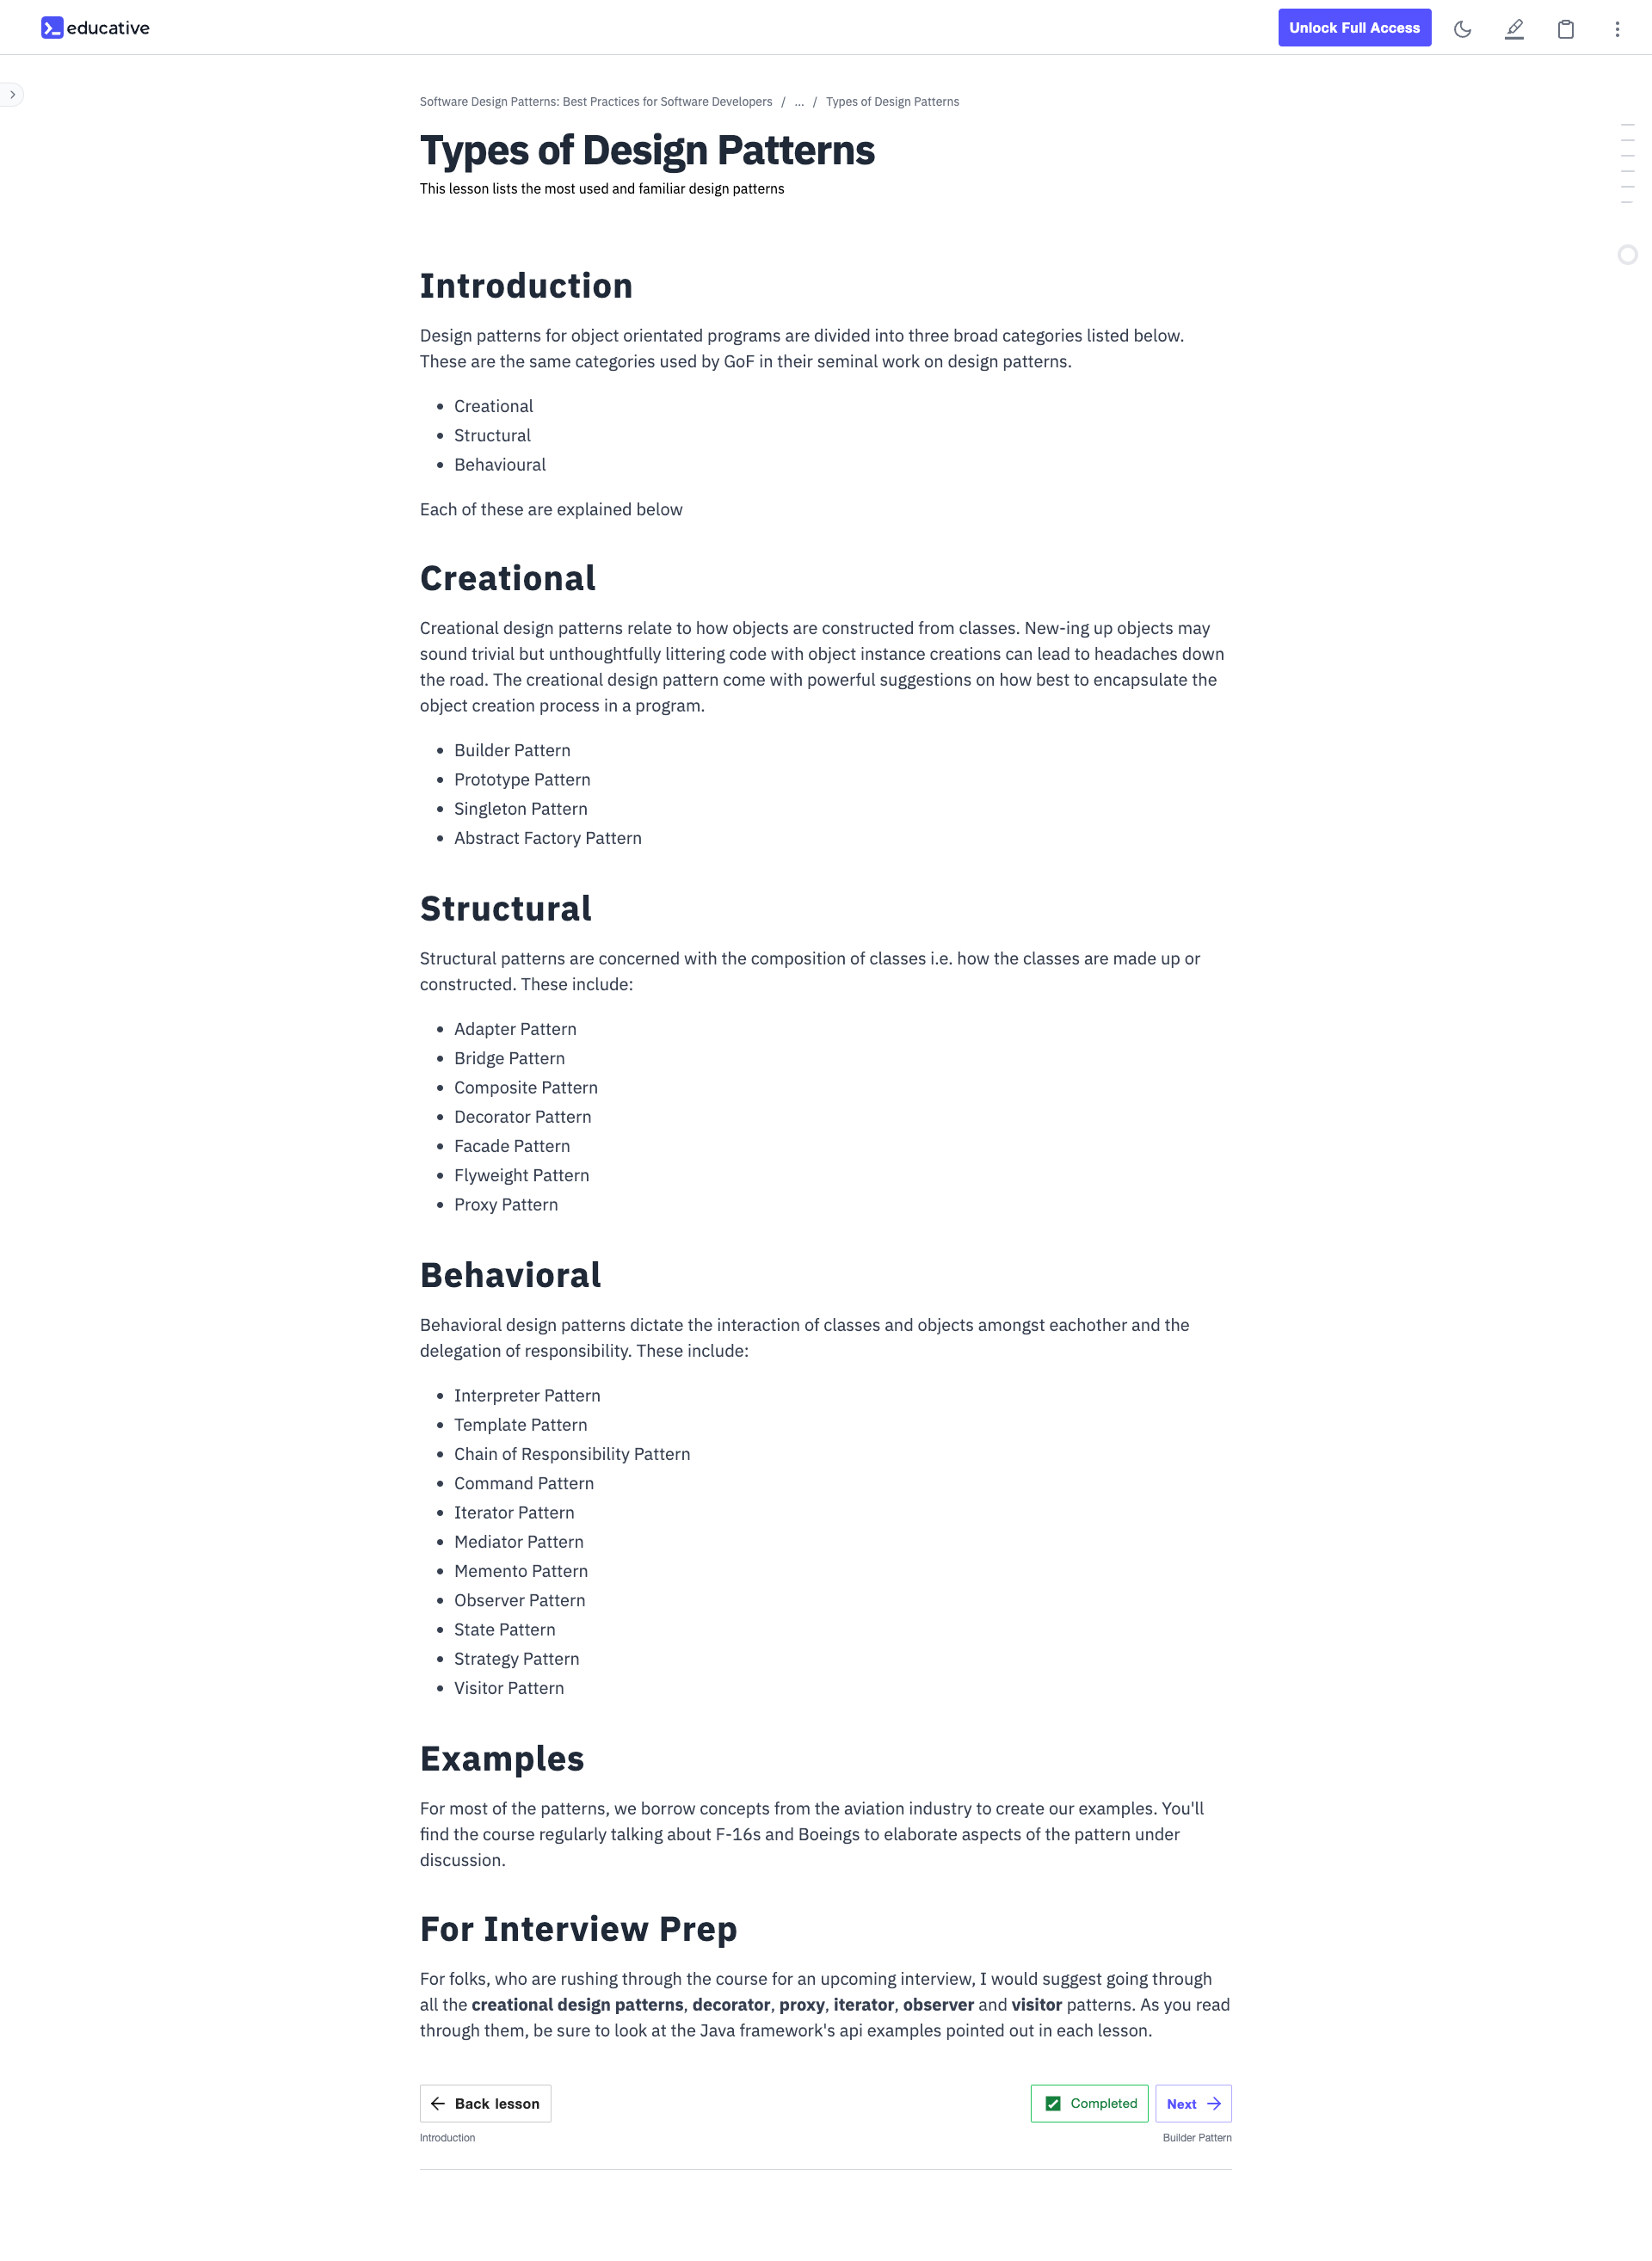 educative
Unlock Full Access
Software Design Patterns: Best Practices for Software Developers / ... / Types of Design Patterns
Types of Design Patterns
This lesson lists the most used and familiar design patterns
Introduction
Design patterns for object orientated programs are divided into three broad categories listed below.
These are the same categories used by GoF in their seminal work on design patterns.
Creational
Structural
Behavioural
Each of these are explained below
Creational
Creational design patterns relate to how objects are constructed from classes. New-ing up objects may
sound trivial but unthoughtfully littering code with object instance creations can lead to headaches down
the road. The creational design pattern come with powerful suggestions on how best to encapsulate the
object creation process in a program.
Builder Pattern
Prototype Pattern
Singleton Pattern
Abstract Factory Pattern
Structural
Structural patterns are concerned with the composition of classes i.e. how the classes are made up or
constructed. These include:
Adapter Pattern
Bridge Pattern
Composite Pattern
Decorator Pattern
Facade Pattern
Flyweight Pattern
Proxy Pattern
Behavioral
Behavioral design patterns dictate the interaction of classes and objects amongst eachother and the
delegation of responsibility. These include:
Interpreter Pattern
Template Pattern
Chain of Responsibility Pattern
Command Pattern
Iterator Pattern
Mediator Pattern
Memento Pattern
Observer Pattern
State Pattern
Strategy Pattern
Visitor Pattern
Examples
For most of the patterns, we borrow concepts from the aviation industry to create our examples. You'll
find the course regularly talking about F-16s and Boeings to elaborate aspects of the pattern under
discussion.
For Interview Prep
For folks, who are rushing through the course for an upcoming interview, I would suggest going through
all the creational design patterns, decorator, proxy, iterator, observer and visitor patterns. As you read
through them, be sure to look at the Java framework's api examples pointed out in each lesson.
Back lesson
Completed
Next
Introduction
Builder Pattern